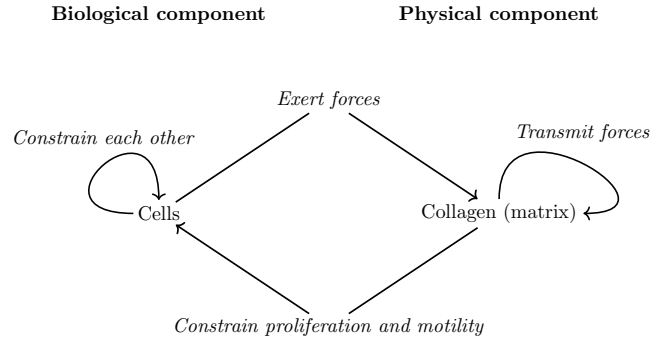 Biological component
Physical component
Exert forces
Constrain each other
Transmit forces
Cells
Collagen (matrix)
Constrain proliferation and motility